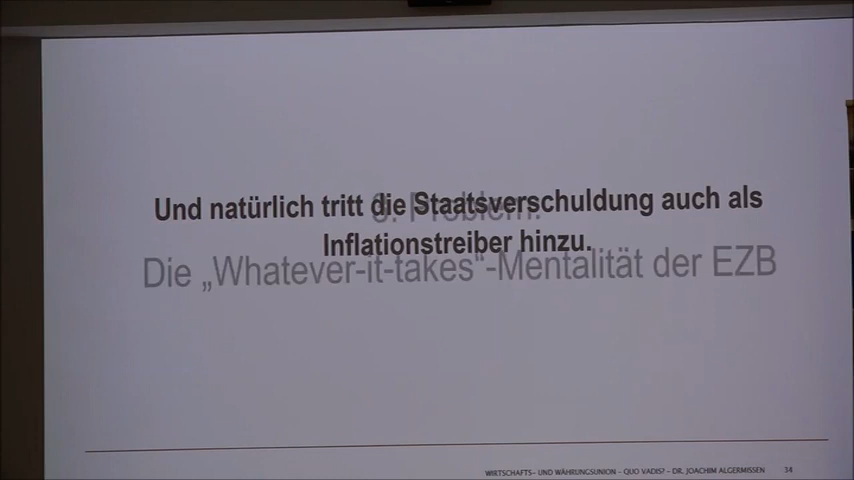 Und natürlich tritt die Staatsverschuldung auch als
Problem:
Inflationstreiber hinzu.
Die „Whatever-it-takes“-Mentalität der EZB
WIRTSCHAFTS- UND WÄHRUNGSUNION - QUO VADIS? - DR. JOACHIM ALGERMISSEN 34